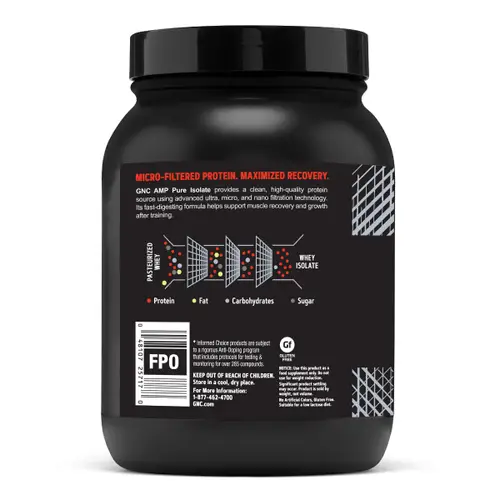 MICRO-FILTERED PROTEIN. MAXIMIZED RECOVERY.
GNC AMP Pure Isolate provides a clean, high-quality protein
source using advanced ultra, micro, and nano filtration technology.
Its fast-digesting formula helps support muscle recovery and growth
after training.
PASTEURIZED
WHEY
WHEY
ISOLATE
Protein
Fat
Carbohydrates
Sugar
FPO
* Informed Choice products are subject
to a rigorous Anti-Doping program
that includes protocols for testing &
monitoring for over 285 compounds.
KEEP OUT OF REACH OF CHILDREN.
Store in a cool, dry place.
For More Information:
1-877-462-4700
GNC.com
Gf
GLUTEN
FREE
NOTICE: Use this product as a
food supplement only. Do not
use for weight reduction.
Significant product settling
may occur. Product is sold by
weight, not volume.
No Artificial Colors, Gluten Free.
Suitable for a low lactose diet.